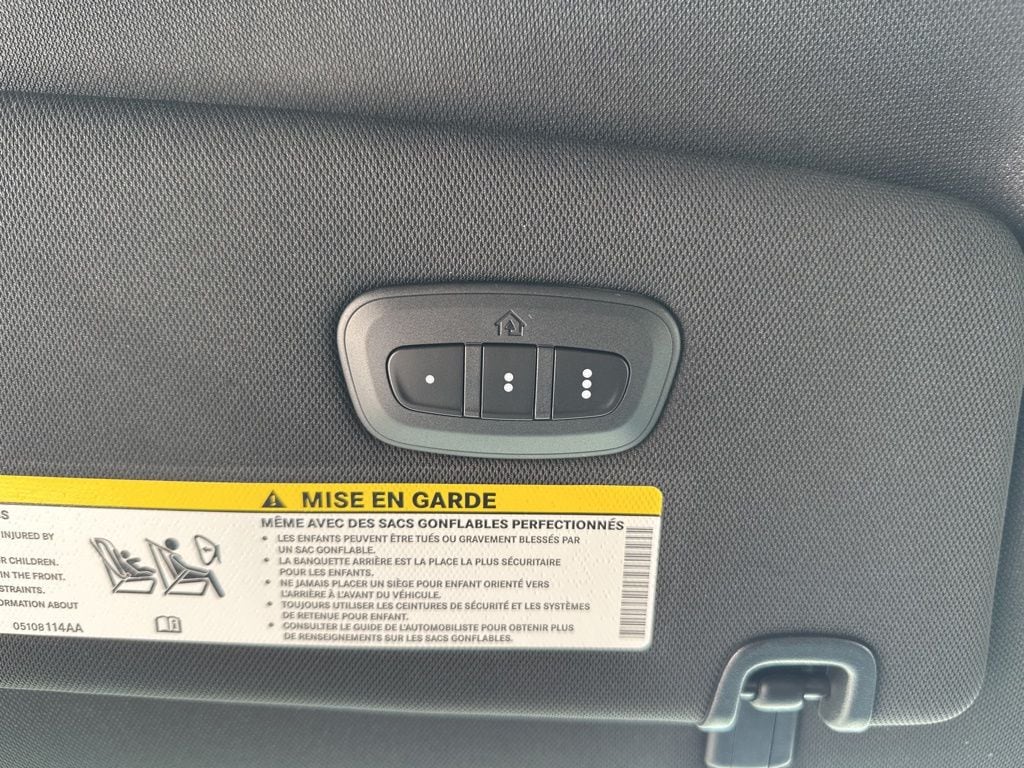 MISE EN GARDE
MÊME AVEC DES SACS GONFLABLES PERFECTIONNÉS
• LES ENFANTS PEUVENT ÊTRE TUÉS OU GRAVEMENT BLESSÉS PAR
UN SAC GONFLABLE.
• LA BANQUETTE ARRIÈRE EST LA PLACE LA PLUS SÉCURITAIRE
POUR LES ENFANTS.
• NE JAMAIS PLACER UN SIÈGE POUR ENFANT ORIENTÉ VERS
L'ARRIÈRE À L'AVANT DU VÉHICULE.
• TOUJOURS UTILISER LES CEINTURES DE SÉCURITÉ ET LES SYSTÈMES
DE RETENUE POUR ENFANT.
• CONSULTER LE GUIDE DE L'AUTOMOBILISTE POUR OBTENIR PLUS
DE RENSEIGNEMENTS SUR LES SACS GONFLABLES.
INJURED BY
CHILDREN.
IN THE FRONT.
ABOUT
05108114AA